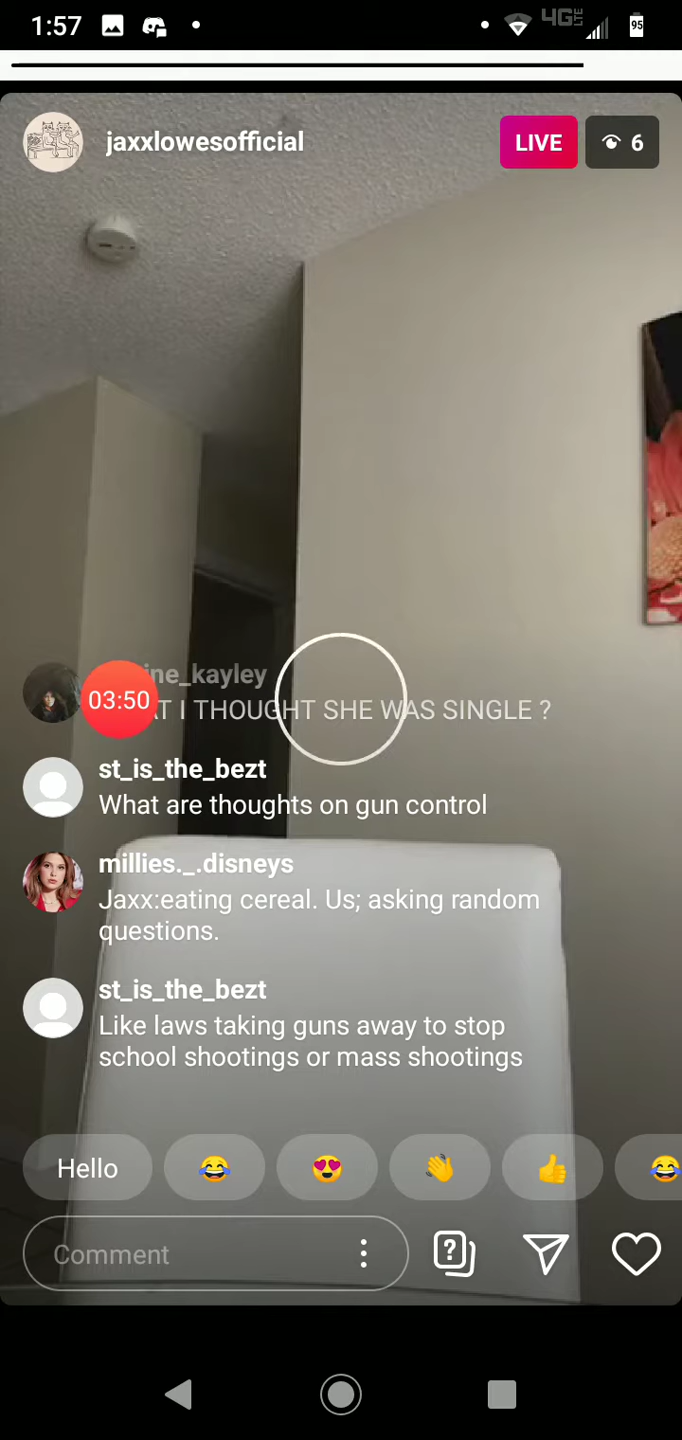 1:57
4G LTE
95
jaxxlowesofficial
LIVE
6
ne_kayley
T I THOUGHT SHE WAS SINGLE ?
03:50
st_is_the_bezt
What are thoughts on gun control
millies._.disneys
Jaxx:eating cereal. Us; asking random
questions.
st_is_the_bezt
Like laws taking guns away to stop
school shootings or mass shootings
Hello
Comment